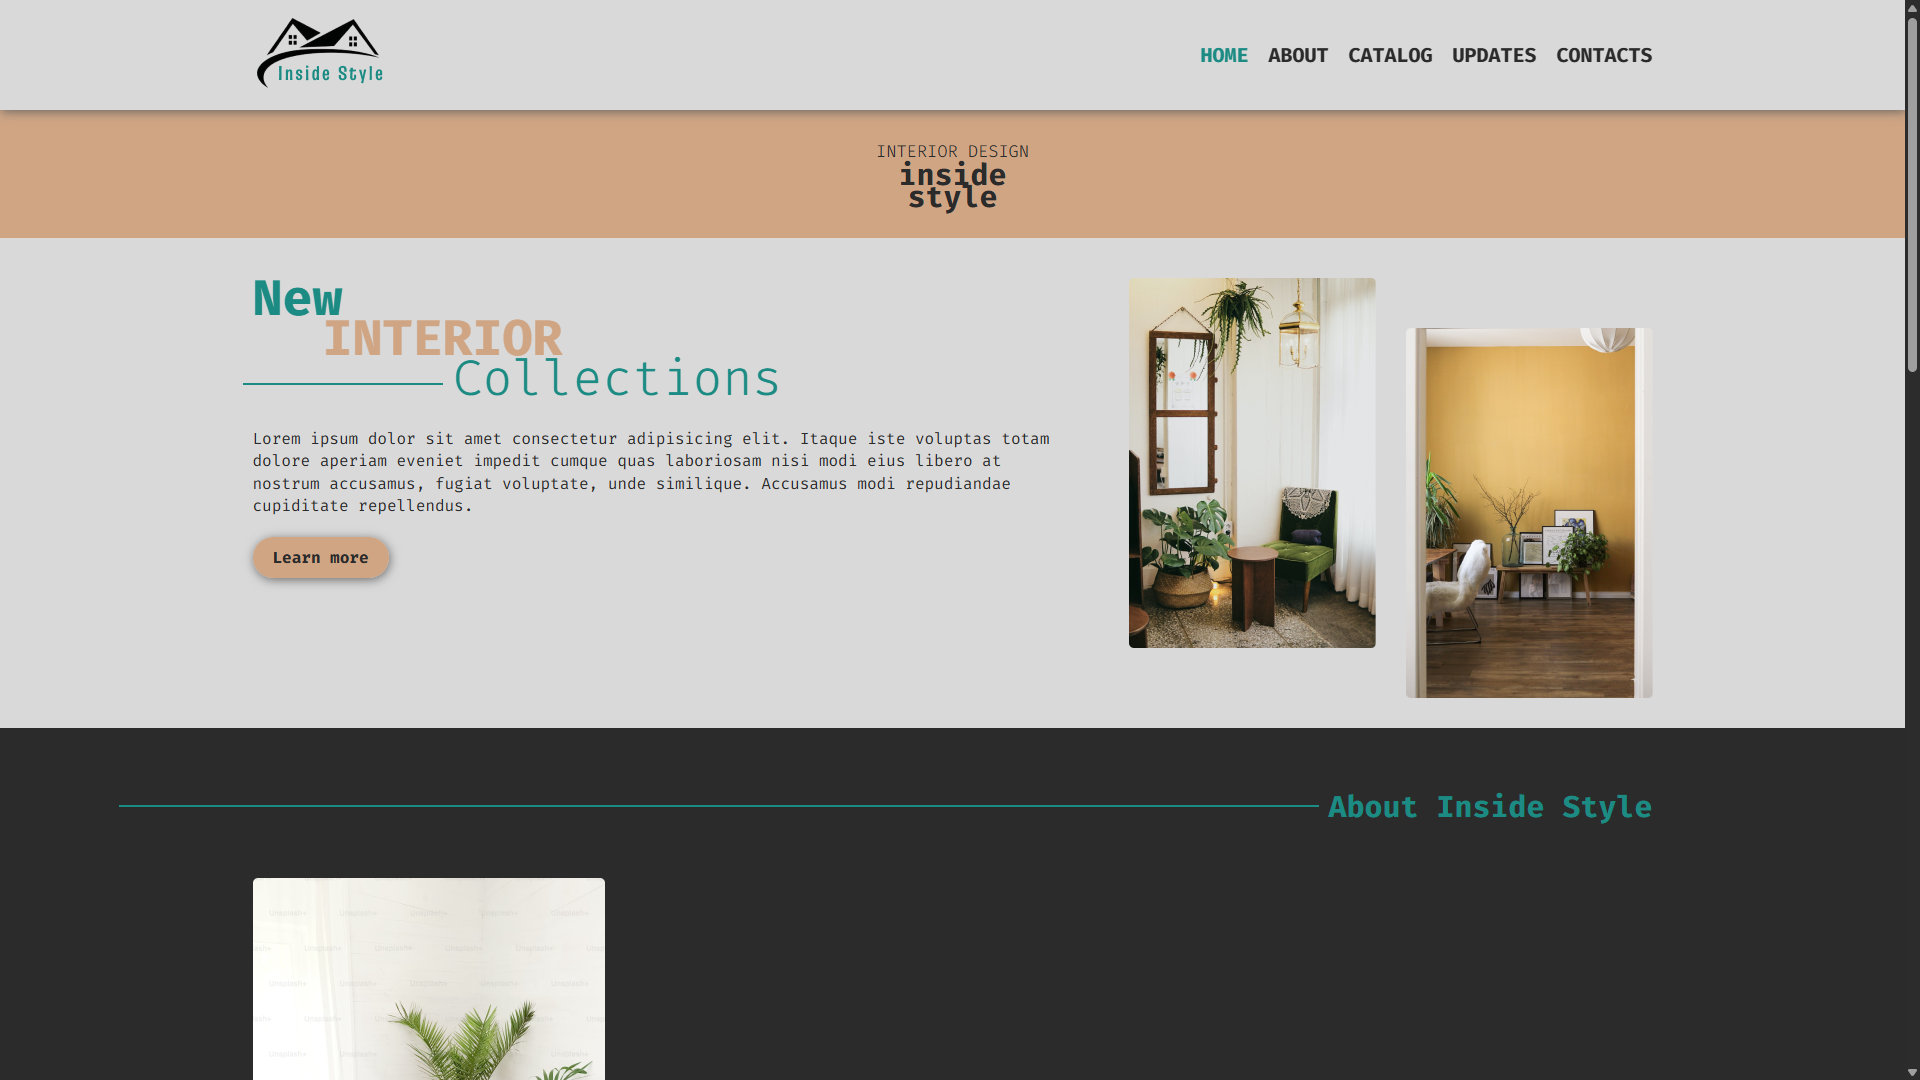 Inside Style
HOME ABOUT CATALOG UPDATES CONTACTS
INTERIOR DESIGN
inside
style
New
INTERIOR
Collections
Lorem ipsum dolor sit amet consectetur adipisicing elit. Itaque iste voluptas totam
dolore aperiam eveniet impedit cumque quas laboriosam nisi modi eius libero at
nostrum accusamus, fugiat voluptate, unde similique. Accusamus modi repudiandae
cupiditate repellendus.
Learn more
About Inside Style